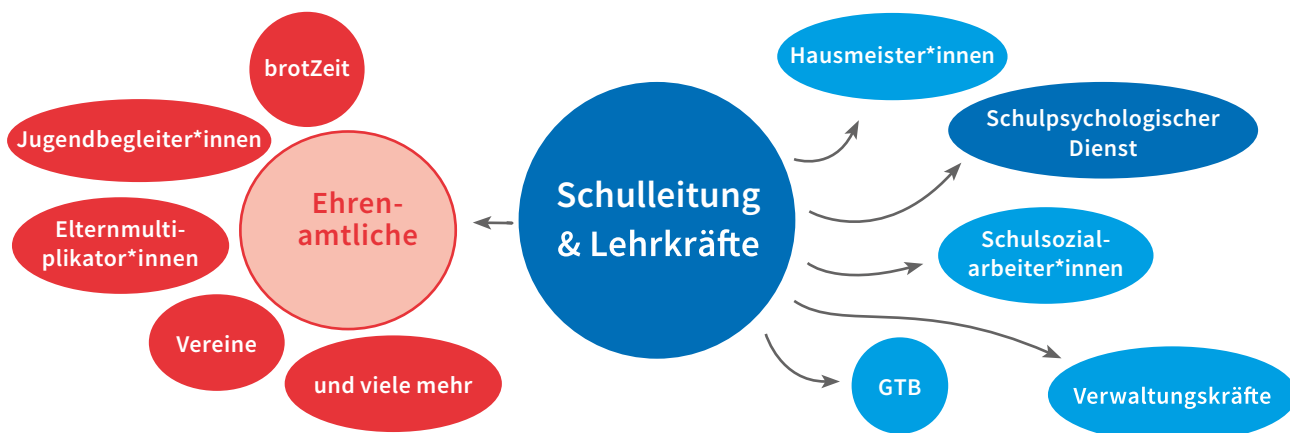 brotZeit
Jugendbegleiter*innen
Ehren-
amtliche
Elternmulti-
plikator*innen
Vereine
und viele mehr
Schulleitung
& Lehrkräfte
Hausmeister*innen
Schulpsychologischer
Dienst
Schulsozial-
arbeiter*innen
GTB
Verwaltungskräfte